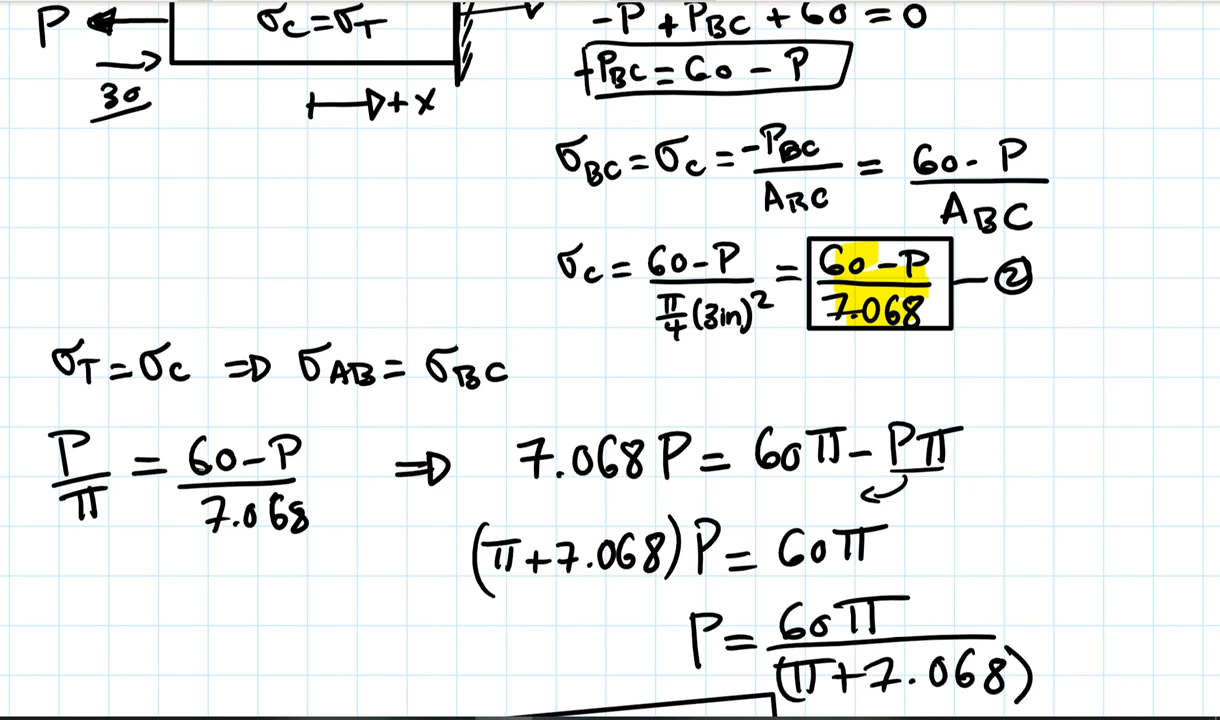 P
σC = σT
30
+x
-P + PBC + 60 = 0
+PBC = 60 - P
σBC = σC = -PBC / ABC = 60 - P / ABC
σC = 60 - P / π/4 (3in)² = 60 - P / 7.068 — ②
σT = σC ⇒ σAB = σBC
P / π = 60 - P / 7.068 ⇒ 7.068 P = 60π - Pπ
(π + 7.068) P = 60π
P = 60π / (π + 7.068)